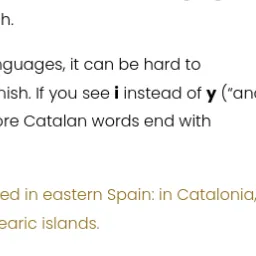 h.
nguages, it can be hard to
nish. If you see i instead of y ("and
ore Catalan words end with
ed in eastern Spain: in Catalonia,
earic islands.